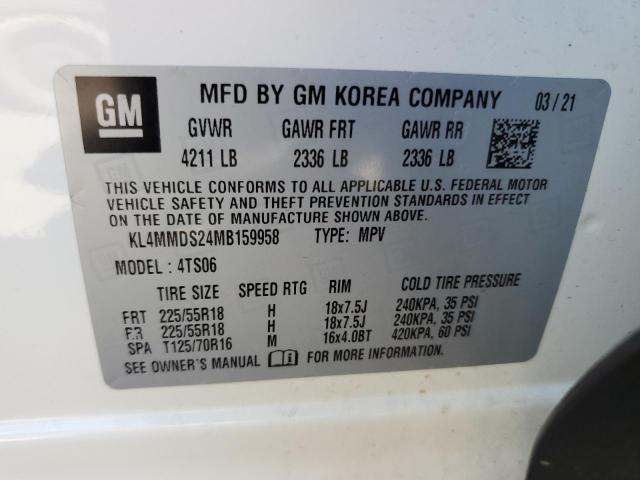 GM MFD BY GM KOREA COMPANY 03 / 21
GVWR GAWR FRT GAWR RR
4211 LB 2336 LB 2336 LB
THIS VEHICLE CONFORMS TO ALL APPLICABLE U.S. FEDERAL MOTOR
VEHICLE SAFETY AND THEFT PREVENTION STANDARDS IN EFFECT ON
THE DATE OF MANUFACTURE SHOWN ABOVE.
KL4MMDS24MB159958 TYPE: MPV
MODEL : 4TS06
TIRE SIZE SPEED RTG RIM COLD TIRE PRESSURE
FRT 225/55R18 H 18x7.5J 240KPA, 35 PSI
RR 225/55R18 H 18x7.5J 240KPA, 35 PSI
SPA T125/70R16 M 16x4.0BT 420KPA, 60 PSI
SEE OWNER'S MANUAL FOR MORE INFORMATION.